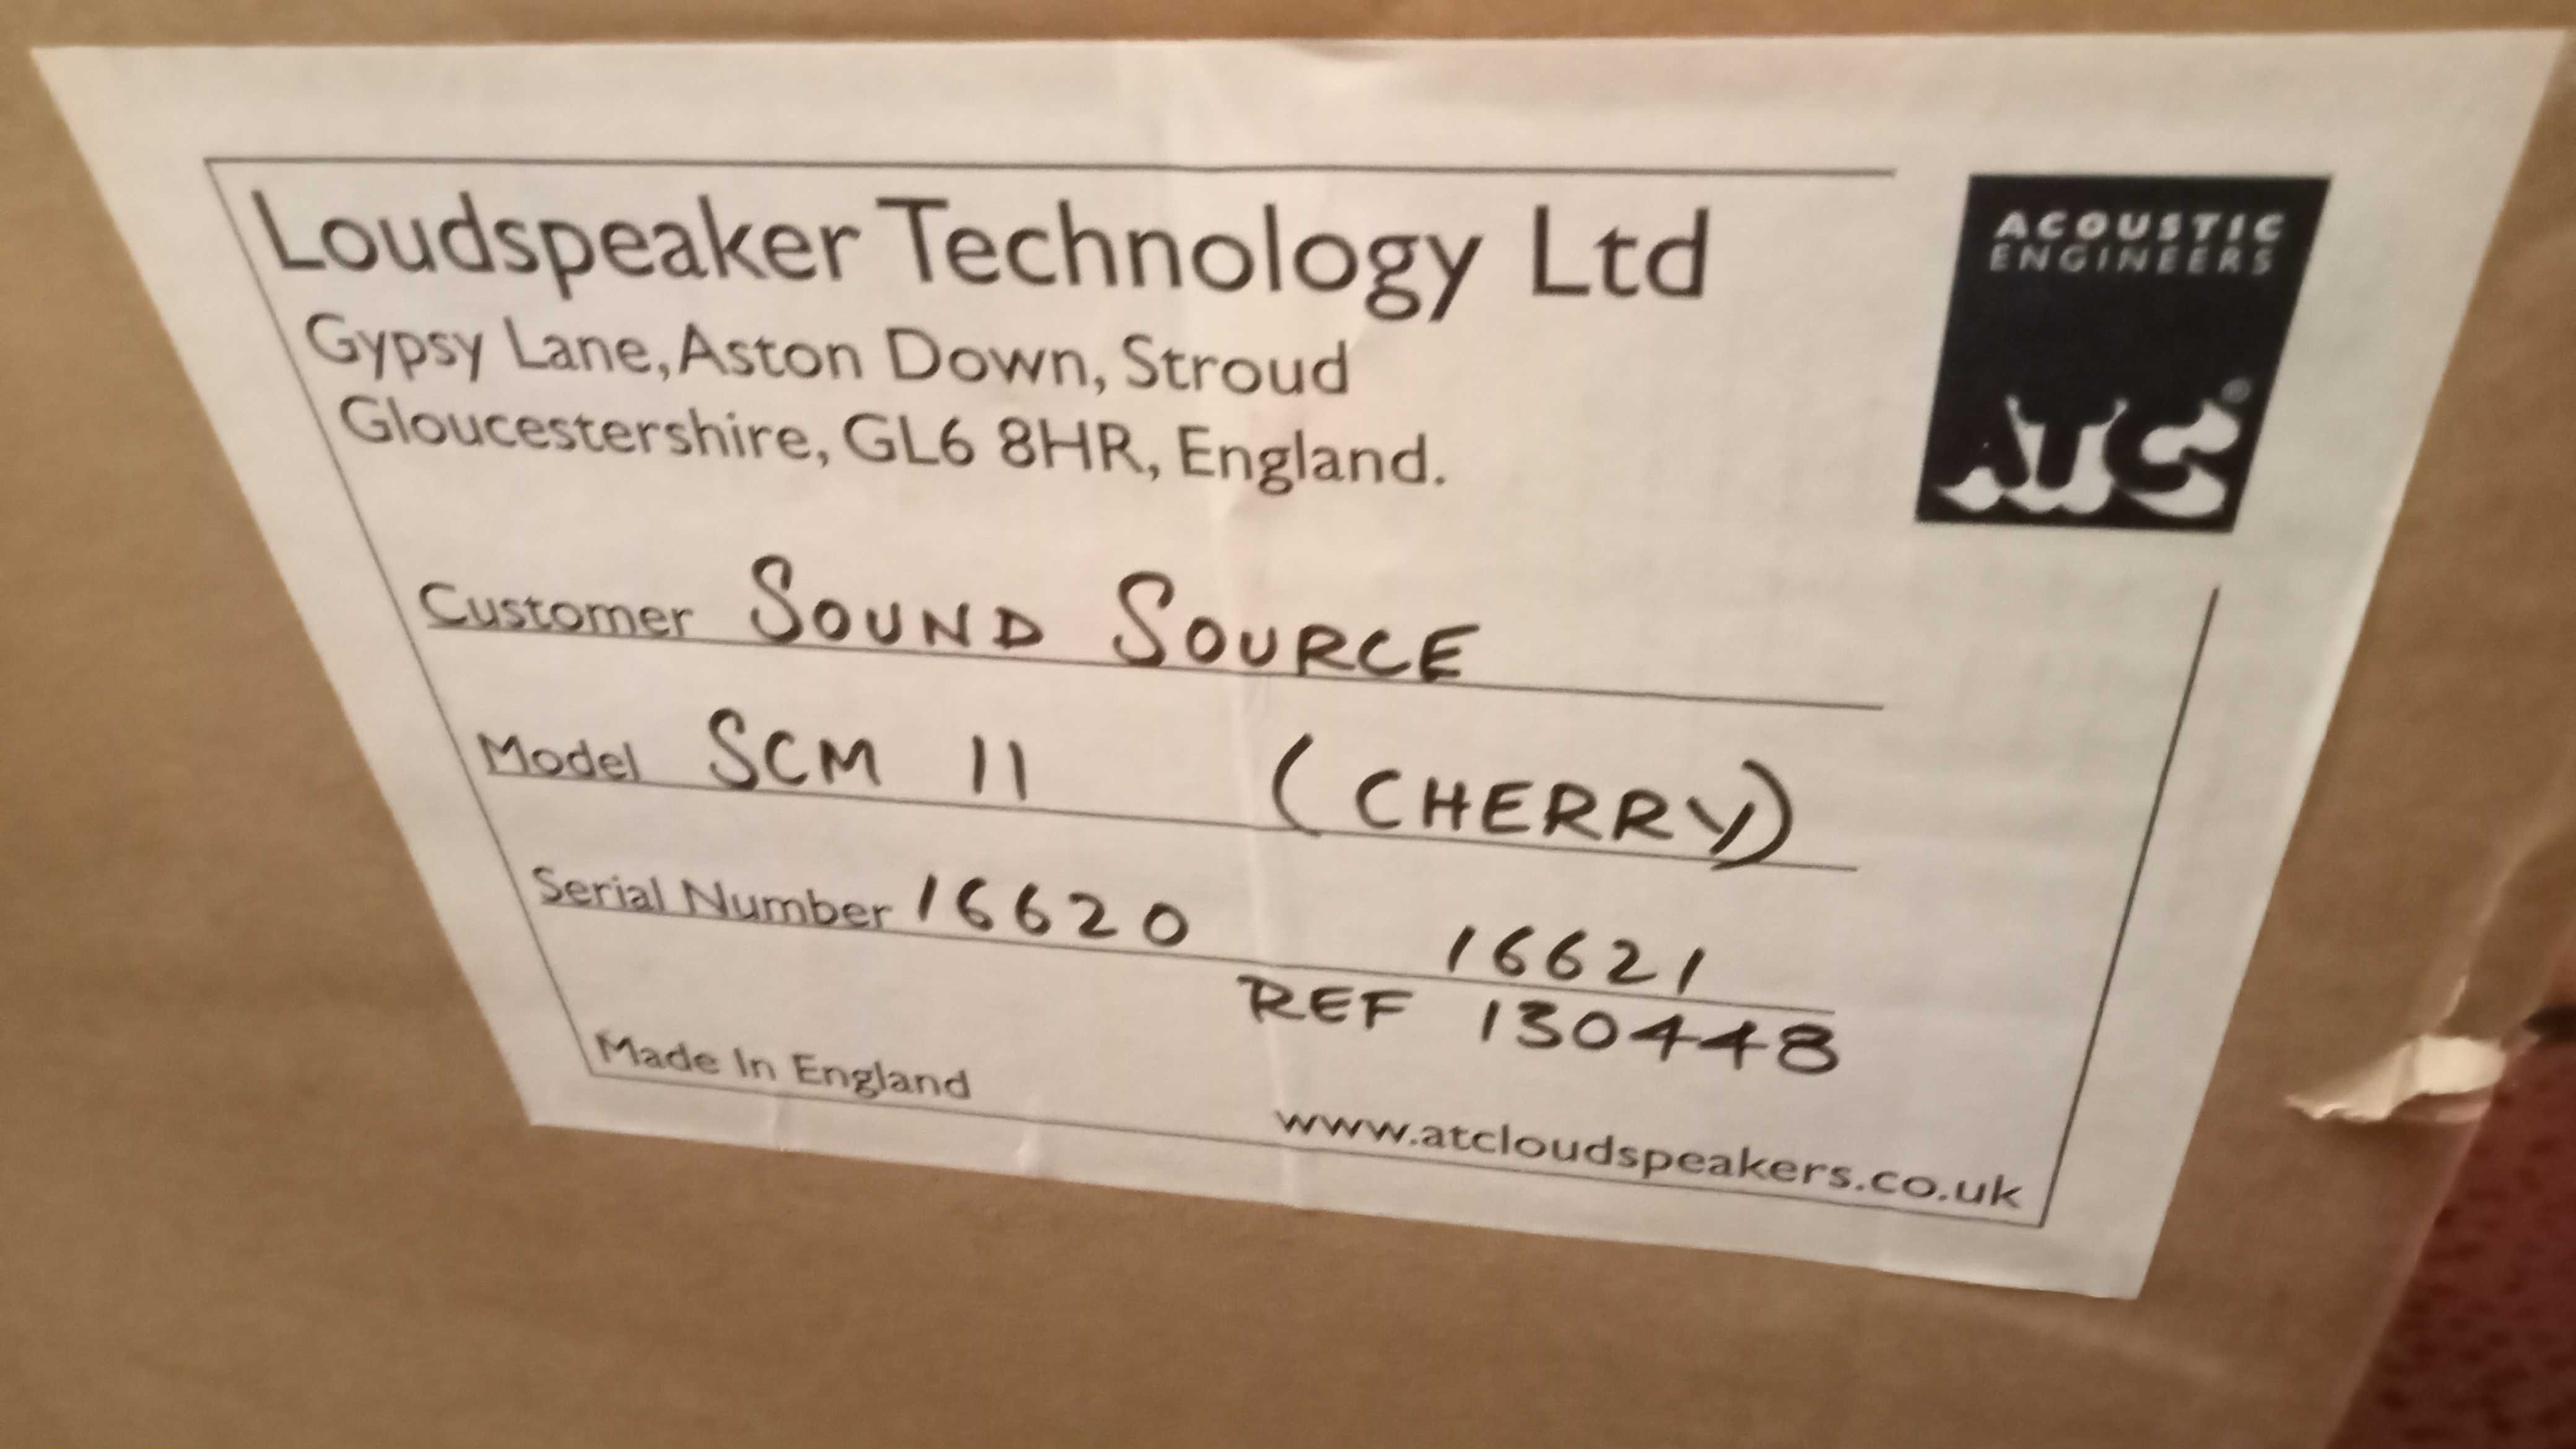 Loudspeaker Technology Ltd
Gypsy Lane, Aston Down, Stroud
Gloucestershire, GL6 8HR, England.
ACOUSTIC
ENGINEERS
ATC®
Customer SOUND SOURCE
Model SCM 11 (CHERRY)
Serial Number 16620 16621
REF 130448
Made In England
www.atcloudspeakers.co.uk